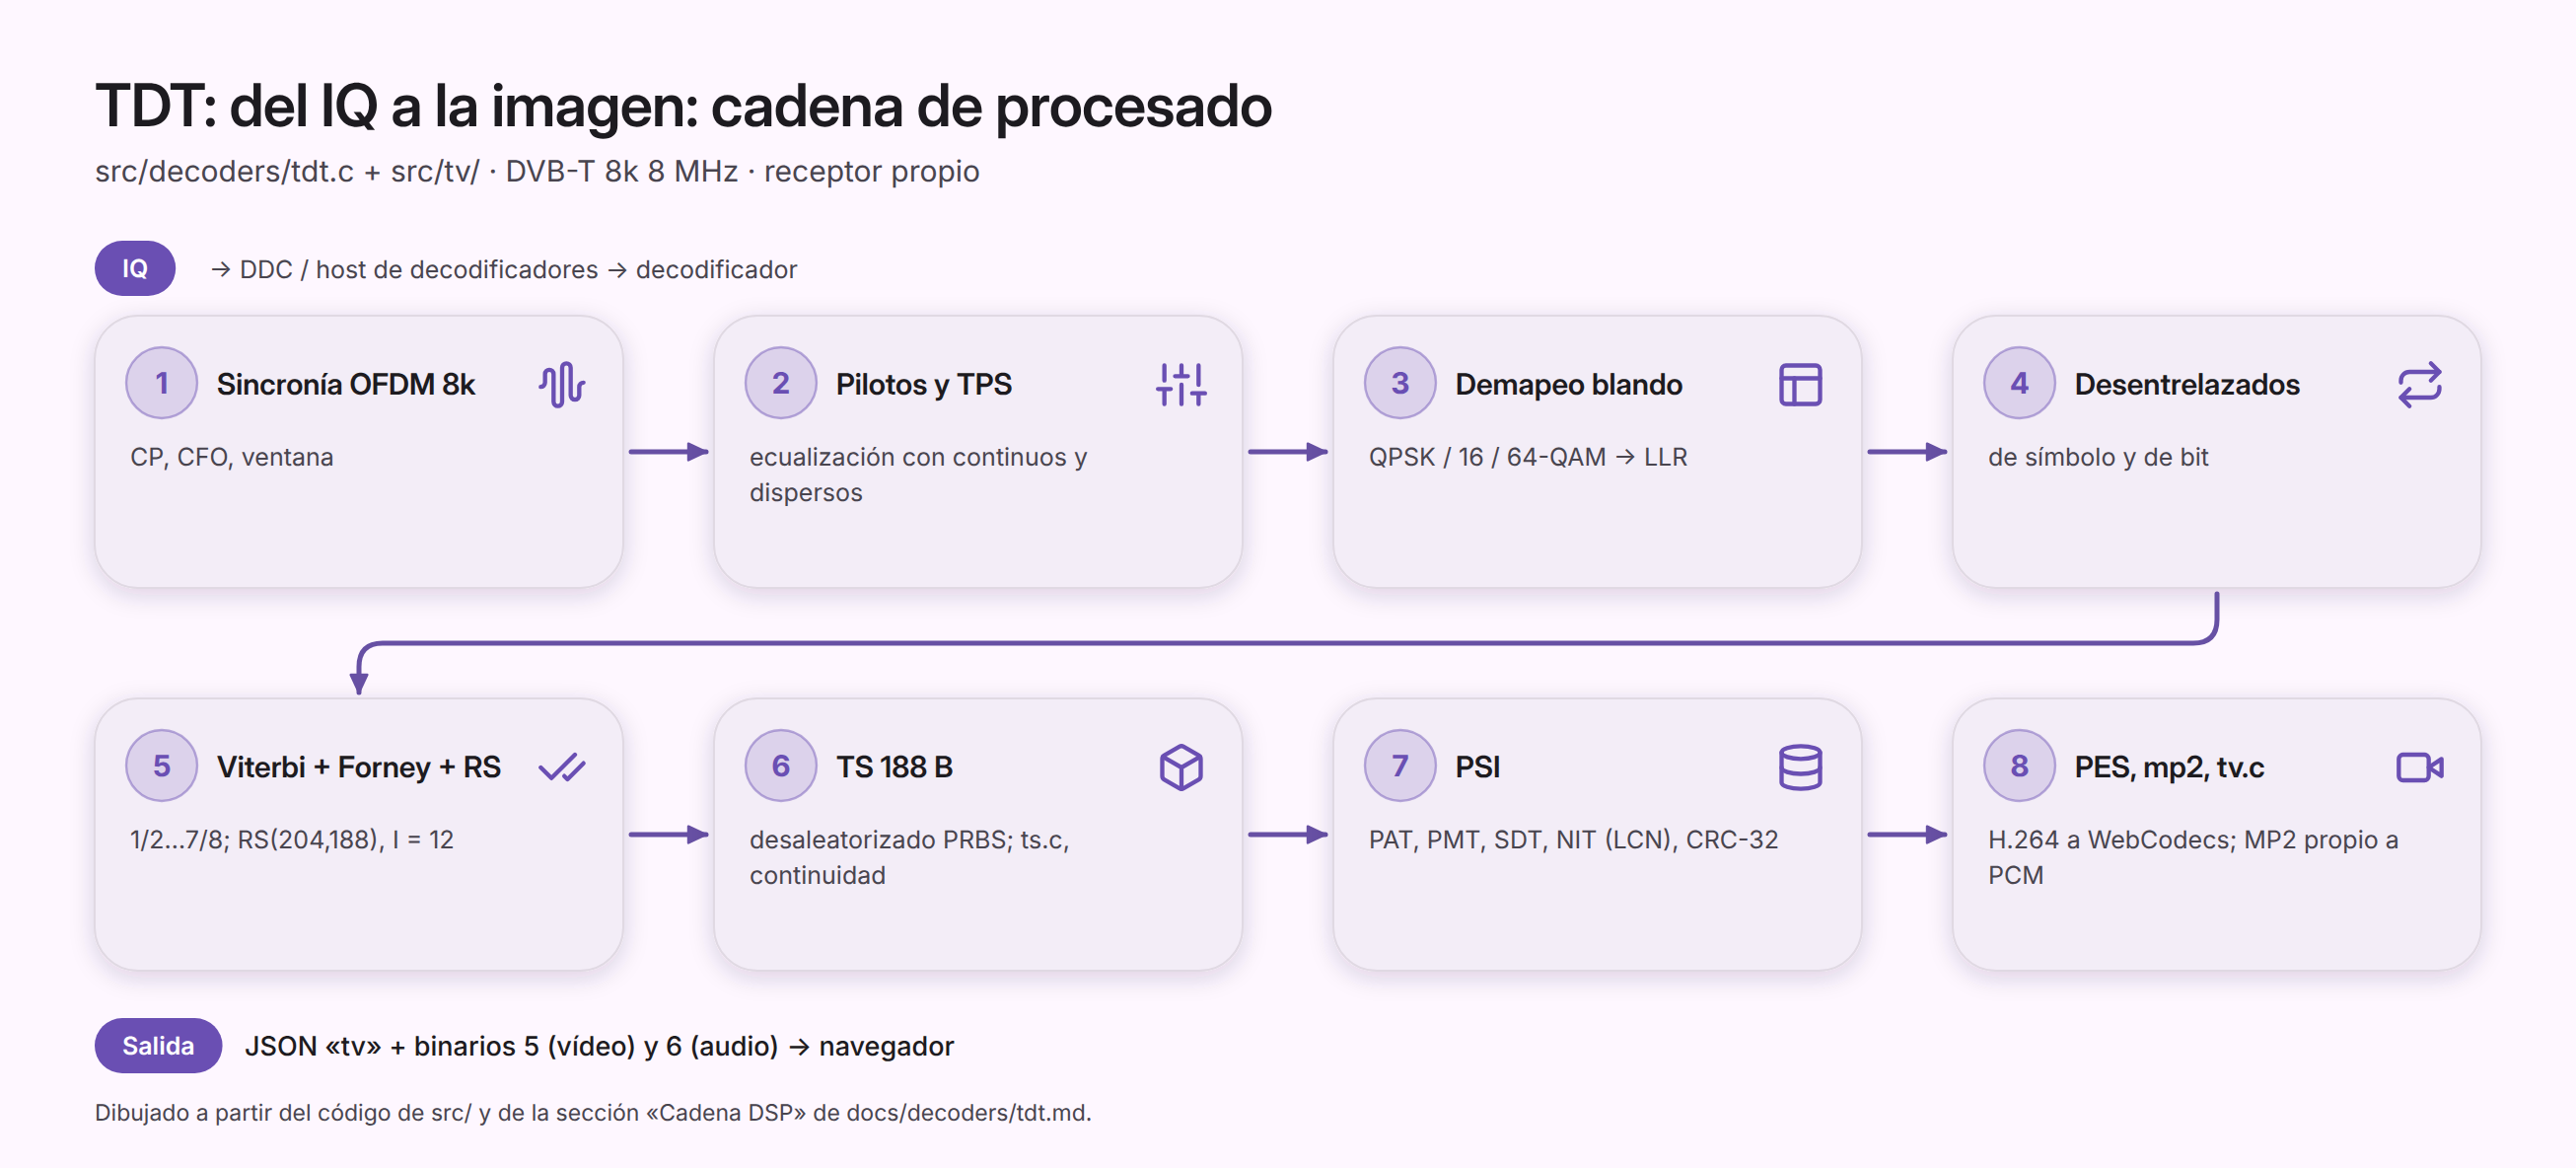 TDT: del IQ a la imagen: cadena de procesado
src/decoders/tdt.c + src/tv/ · DVB-T 8k 8 MHz · receptor propio
IQ → DDC / host de decodificadores → decodificador
1 Sincronía OFDM 8k
CP, CFO, ventana
2 Pilotos y TPS
ecualización con continuos y
dispersos
3 Demapeo blando
QPSK / 16 / 64-QAM → LLR
4 Desentrelazados
de símbolo y de bit
5 Viterbi + Forney + RS
1/2...7/8; RS(204,188), I = 12
6 TS 188 B
desaleatorizado PRBS; ts.c,
continuidad
7 PSI
PAT, PMT, SDT, NIT (LCN), CRC-32
8 PES, mp2, tv.c
H.264 a WebCodecs; MP2 propio a
PCM
Salida JSON «tv» + binarios 5 (vídeo) y 6 (audio) → navegador
Dibujado a partir del código de src/ y de la sección «Cadena DSP» de docs/decoders/tdt.md.